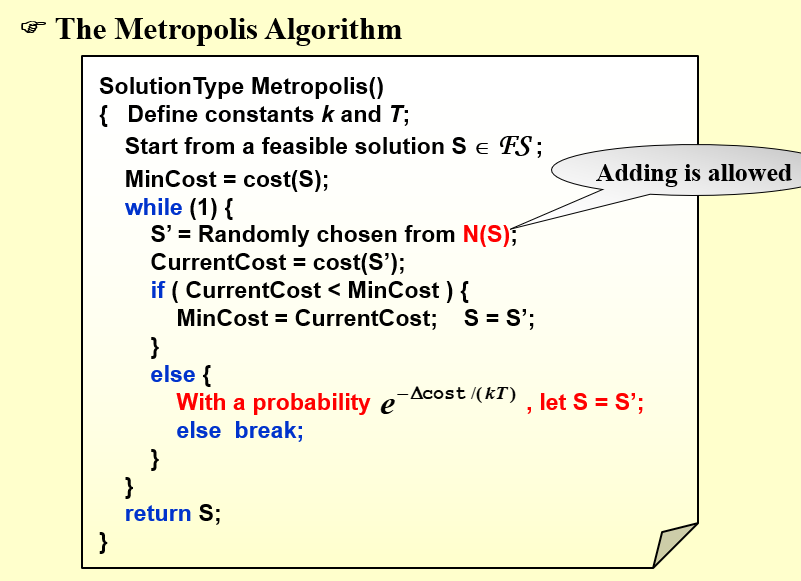 ☞ The Metropolis Algorithm
SolutionType Metropolis()
{ Define constants k and T;
Start from a feasible solution S ∈ ℱ𝒮 ;
MinCost = cost(S);
while (1) {
S’ = Randomly chosen from N(S);
Adding is allowed
CurrentCost = cost(S’);
if ( CurrentCost < MinCost ) {
MinCost = CurrentCost; S = S’;
}
else {
With a probability e^{−Δcost /(kT)} , let S = S’;
else break;
}
}
return S;
}